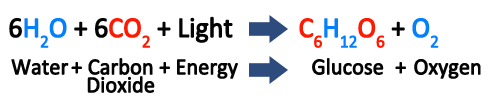 6H₂O + 6CO₂ + Light → C₆H₁₂O₆ + O₂
Water + Carbon Dioxide + Energy → Glucose + Oxygen